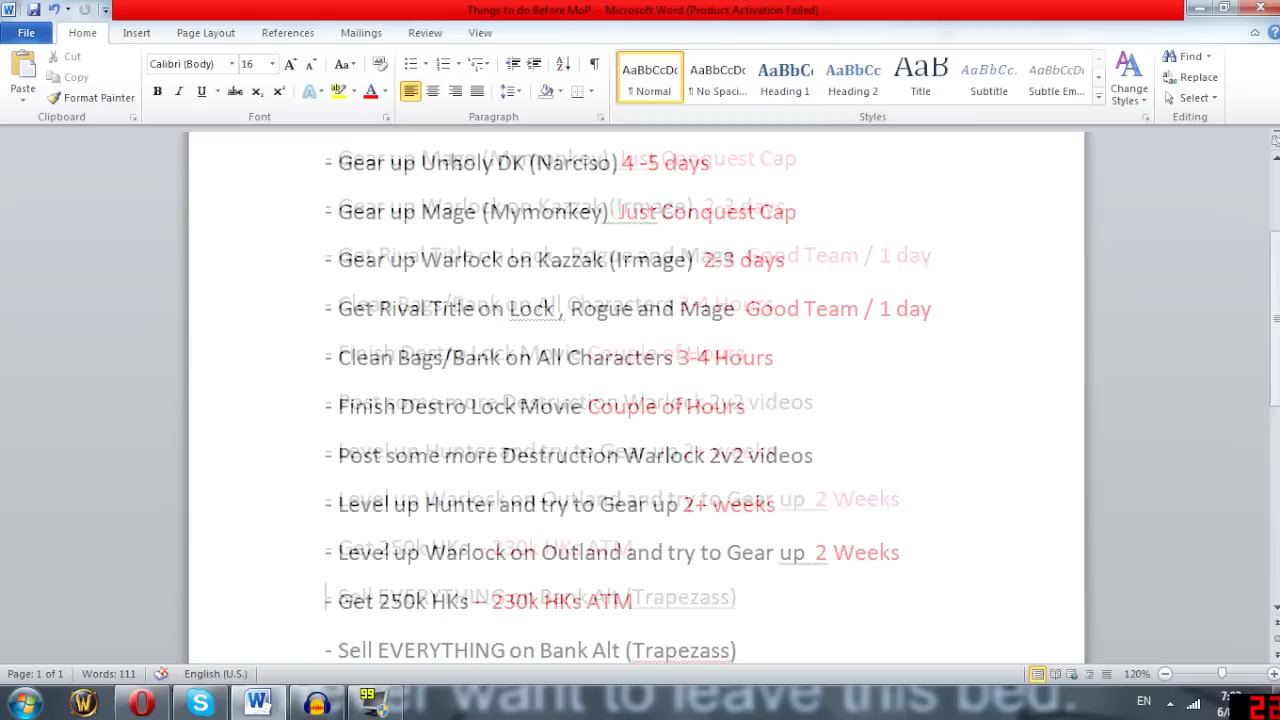 Things to do Before MoP - Microsoft Word (Product Activation Failed)
File Home Insert Page Layout References Mailings Review View
Paste
Cut
Copy
Format Painter
Clipboard
Calibri (Body) 16
Font
Paragraph
AaBbCcDc AaBbCcDc AaBbC AaBbCc AaB AaBbCc. AaBbCcDc
¶ Normal ¶ No Spaci... Heading 1 Heading 2 Title Subtitle Subtle Em...
Styles
Change Styles
Find
Replace
Select
Editing
- Gear up Unholy DK (Narciso) 4 -5 days
- Gear up Mage (Mymonkey) Just Conquest Cap
- Gear up Warlock on Kazzak (Irmage) 2-3 days
- Get Rival Title on Lock , Rogue and Mage Good Team / 1 day
- Clean Bags/Bank on All Characters 3-4 Hours
- Finish Destro Lock Movie Couple of Hours
- Post some more Destruction Warlock 2v2 videos
- Level up Hunter and try to Gear up 2+ weeks
- Level up Warlock on Outland and try to Gear up 2 Weeks
- Get 250k HKs – 230k HKs ATM
- Sell EVERYTHING on Bank Alt (Trapezass)
Page: 1 of 1 Words: 111 English (U.S.) 120%
want to leave this bed.
99
EN